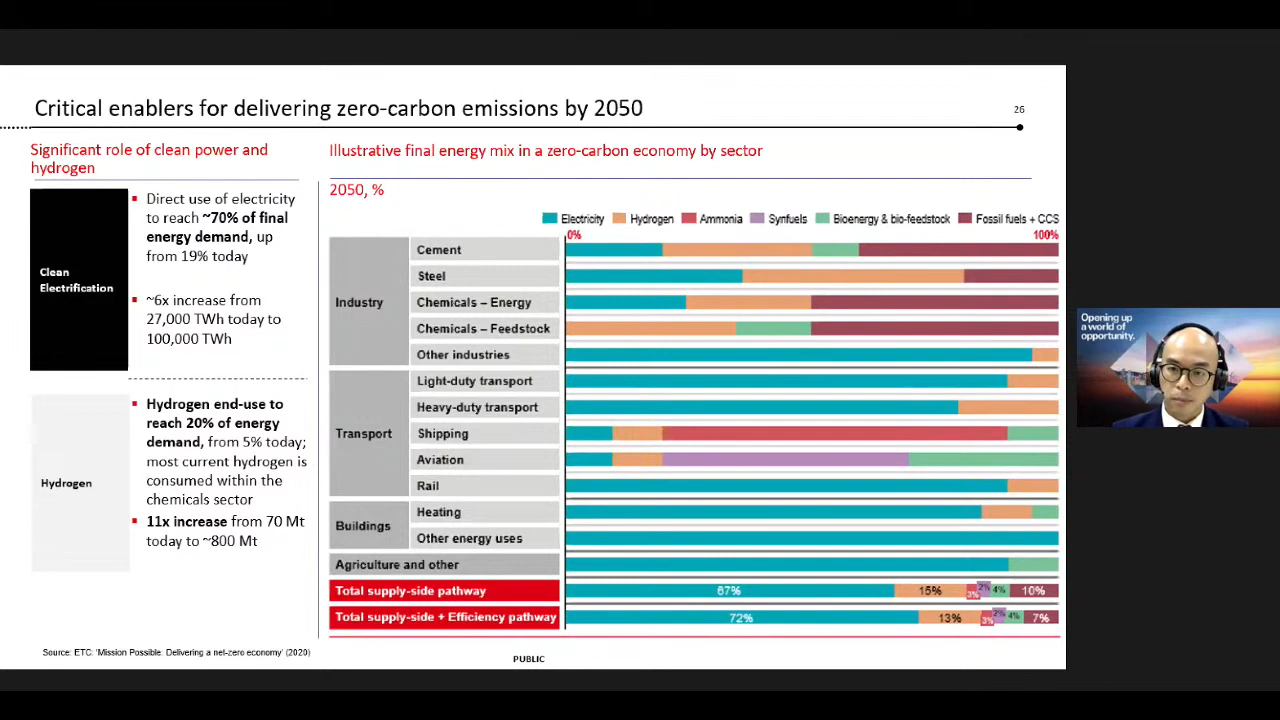 Critical enablers for delivering zero-carbon emissions by 2050
26
Significant role of clean power and
hydrogen
Clean
Electrification
Direct use of electricity
to reach ~70% of final
energy demand, up
from 19% today
~6x increase from
27,000 TWh today to
100,000 TWh
Hydrogen
Hydrogen end-use to
reach 20% of energy
demand, from 5% today;
most current hydrogen is
consumed within the
chemicals sector
11x increase from 70 Mt
today to ~800 Mt
Illustrative final energy mix in a zero-carbon economy by sector
2050, %
Electricity Hydrogen Ammonia Synfuels Bioenergy & bio-feedstock Fossil fuels + CCS
0% 100%
Industry
Cement
Steel
Chemicals – Energy
Chemicals – Feedstock
Other industries
Transport
Light-duty transport
Heavy-duty transport
Shipping
Aviation
Rail
Buildings
Heating
Other energy uses
Agriculture and other
Total supply-side pathway 67% 15% 3% 2% 4% 10%
Total supply-side + Efficiency pathway 72% 13% 3% 2% 4% 7%
Source: ETC: 'Mission Possible: Delivering a net-zero economy' (2020)
PUBLIC
Opening up
a world of
opportunity.